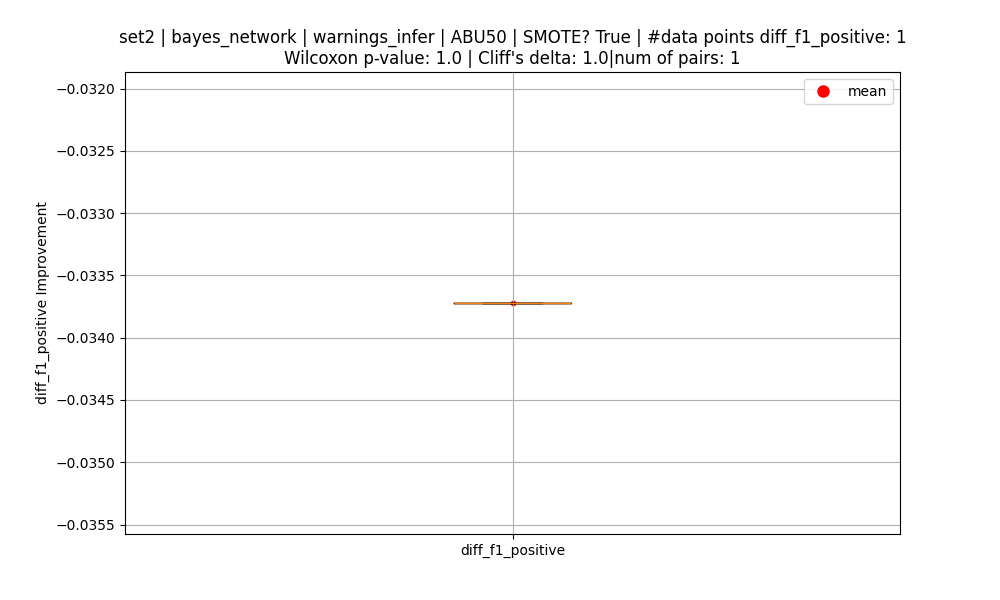 set2 | bayes_network | warnings_infer | ABU50 | SMOTE? True | #data points diff_f1_positive: 1
Wilcoxon p-value: 1.0 | Cliff's delta: 1.0|num of pairs: 1
mean
−0.0320
−0.0325
−0.0330
−0.0335
−0.0340
−0.0345
−0.0350
−0.0355
diff_f1_positive Improvement
diff_f1_positive